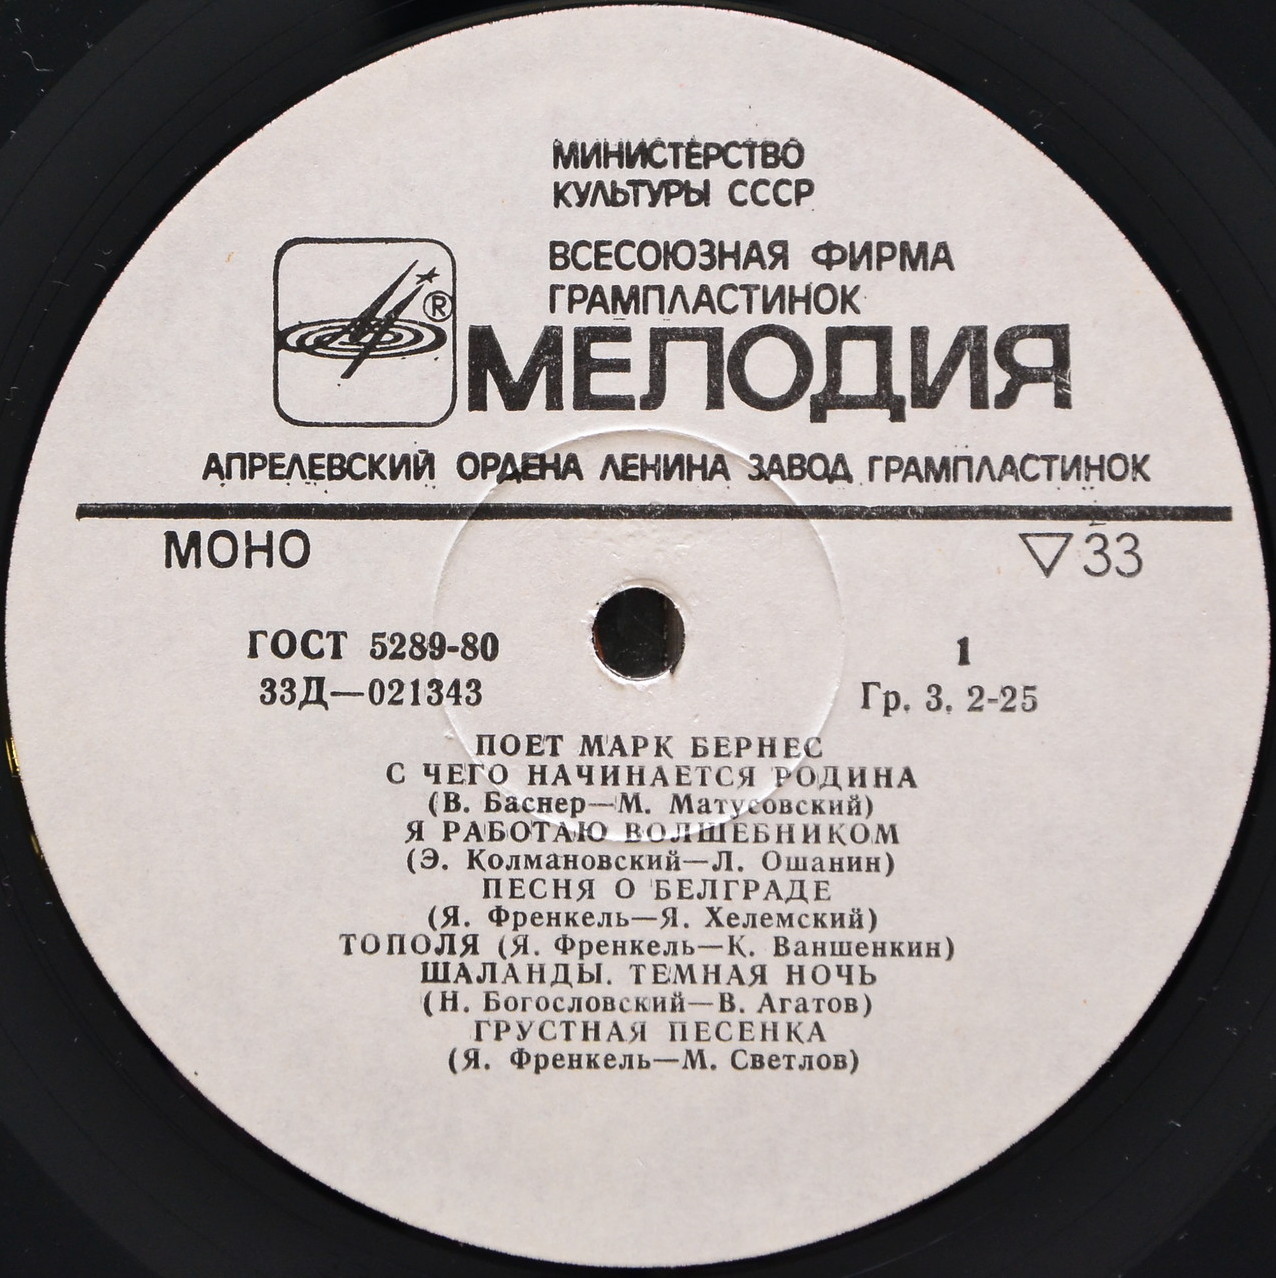 МИНИСТЕРСТВО
КУЛЬТУРЫ СССР
ВСЕСОЮЗНАЯ ФИРМА
ГРАМПЛАСТИНОК
®
МЕЛОДИЯ
АПРЕЛЕВСКИЙ ОРДЕНА ЛЕНИНА ЗАВОД ГРАМПЛАСТИНОК
МОНО ▽33
ГОСТ 5289-80 1
33Д—021343 Гр. 3. 2-25
ПОЕТ МАРК БЕРНЕС
С ЧЕГО НАЧИНАЕТСЯ РОДИНА
(В. Баснер—М. Матусовский)
Я РАБОТАЮ ВОЛШЕБНИКОМ
(Э. Колмановский—Л. Ошанин)
ПЕСНЯ О БЕЛГРАДЕ
(Я. Френкель—Я. Хелемский)
ТОПОЛЯ (Я. Френкель—К. Ваншенкин)
ШАЛАНДЫ. ТЕМНАЯ НОЧЬ
(Н. Богословский—В. Агатов)
ГРУСТНАЯ ПЕСЕНКА
(Я. Френкель—М. Светлов)